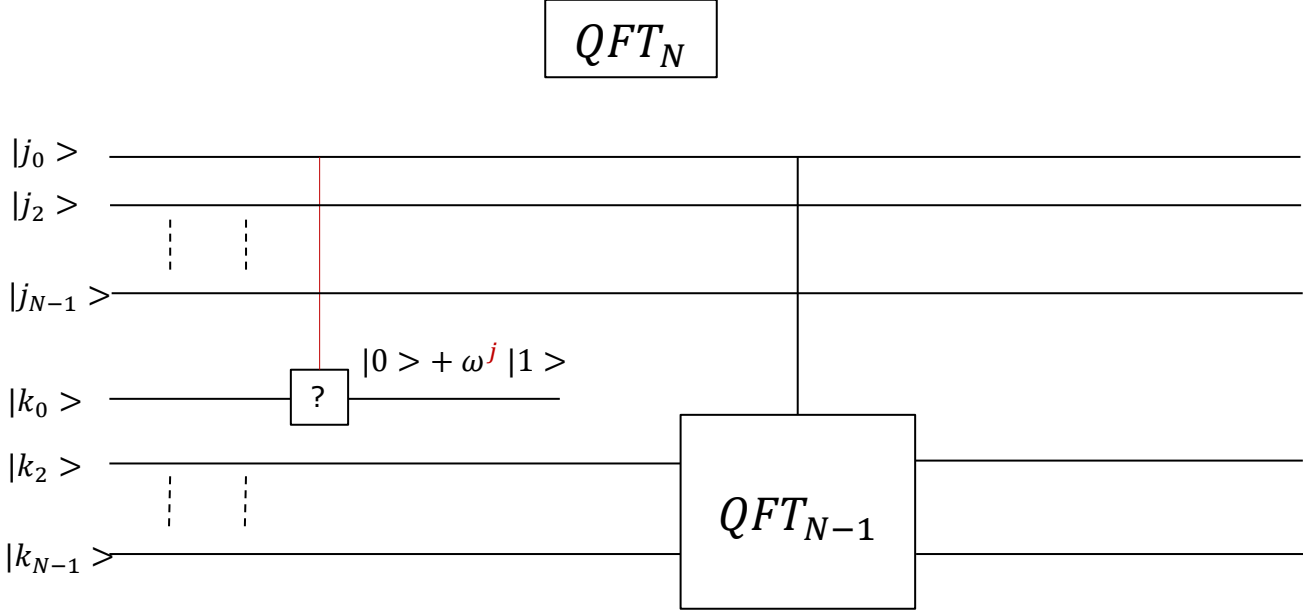 QFT_N
|j_0 >
|j_2 >
|j_{N−1} >
|0 > + ω^j |1 >
|k_0 > ?
|k_2 >
QFT_{N−1}
|k_{N−1} >